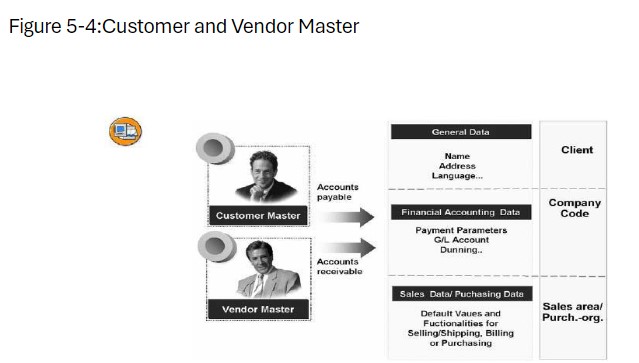 Figure 5-4:Customer and Vendor Master
Customer Master
Accounts
payable
Vendor Master
Accounts
receivable
General Data
Name
Address
Language...
Client
Financial Accounting Data
Payment Parameters
G/L Account
Dunning..
Company
Code
Sales Data/ Puchasing Data
Default Vaues and
Fuctionalities for
Selling/Shipping, Billing
or Purchasing
Sales area/
Purch.-org.